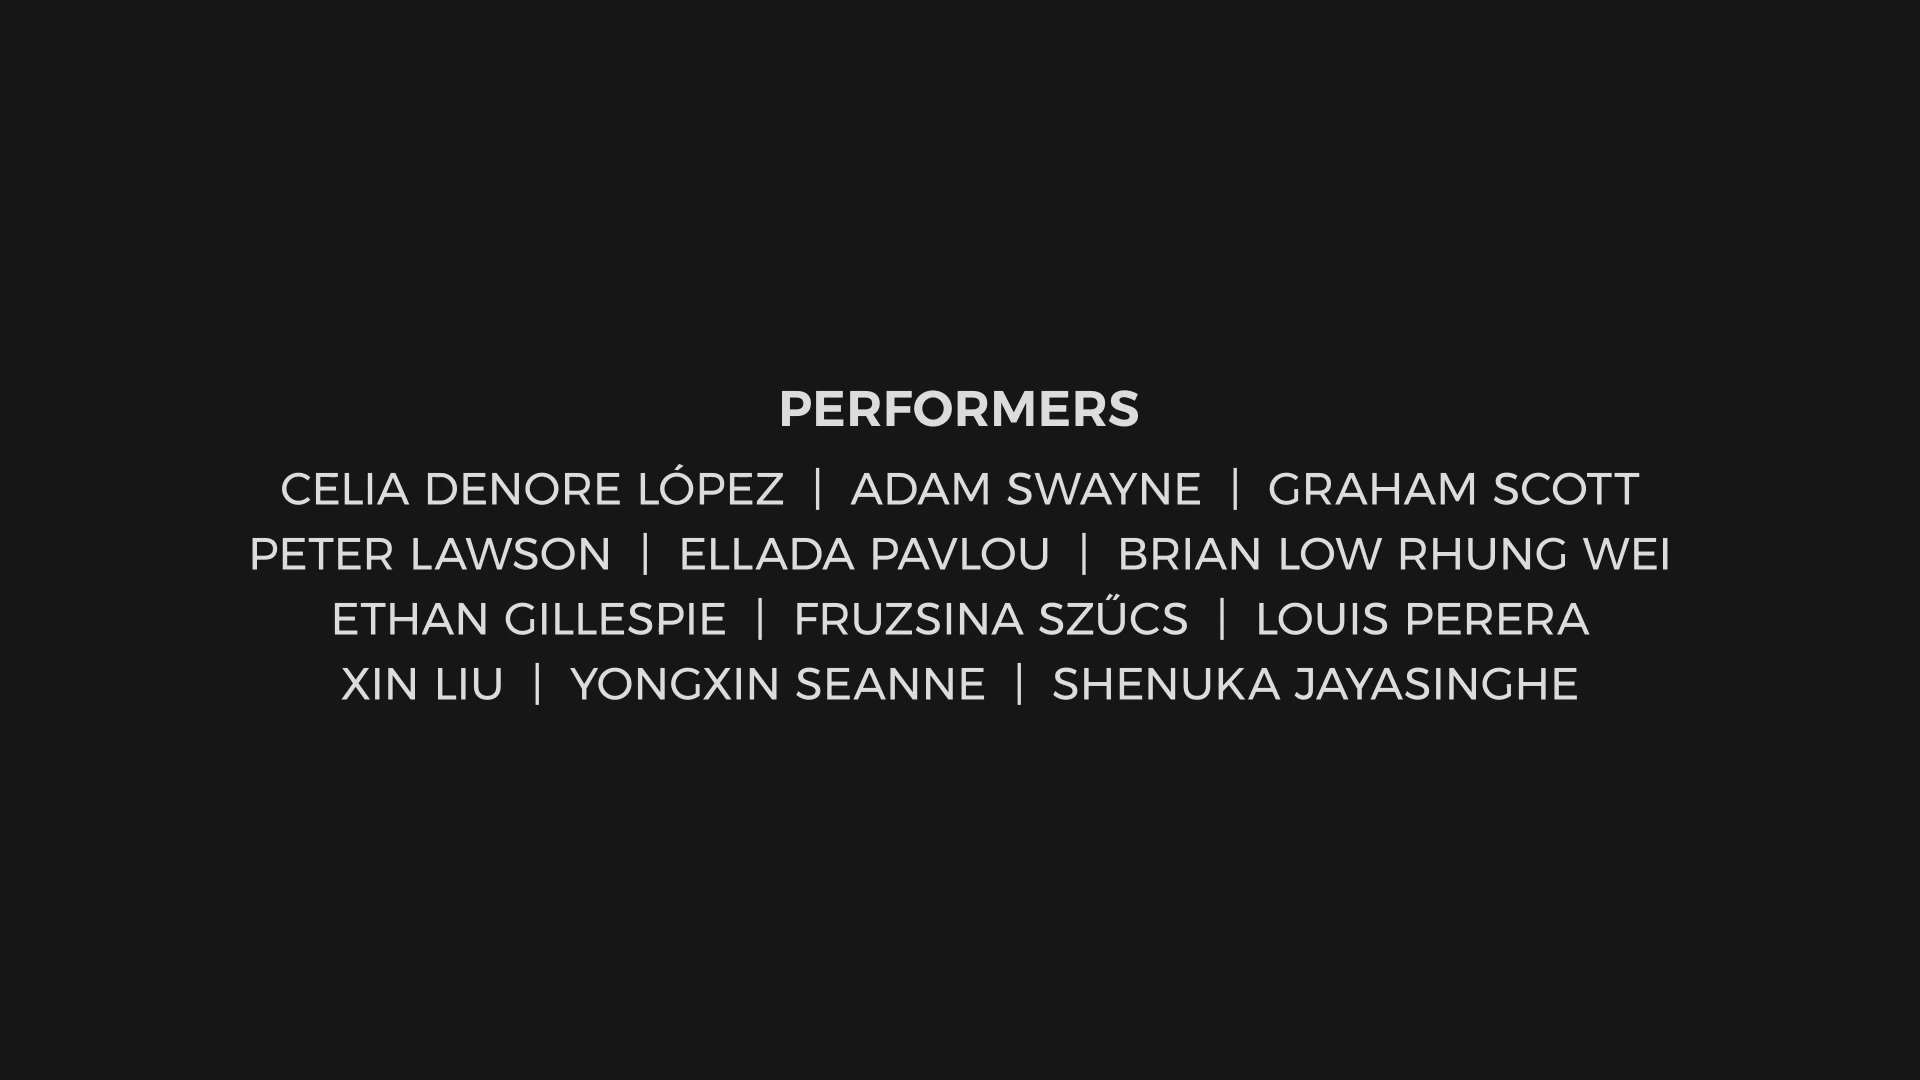 PERFORMERS
CELIA DENORE LÓPEZ | ADAM SWAYNE | GRAHAM SCOTT
PETER LAWSON | ELLADA PAVLOU | BRIAN LOW RHUNG WEI
ETHAN GILLESPIE | FRUZSINA SZŰCS | LOUIS PERERA
XIN LIU | YONGXIN SEANNE | SHENUKA JAYASINGHE